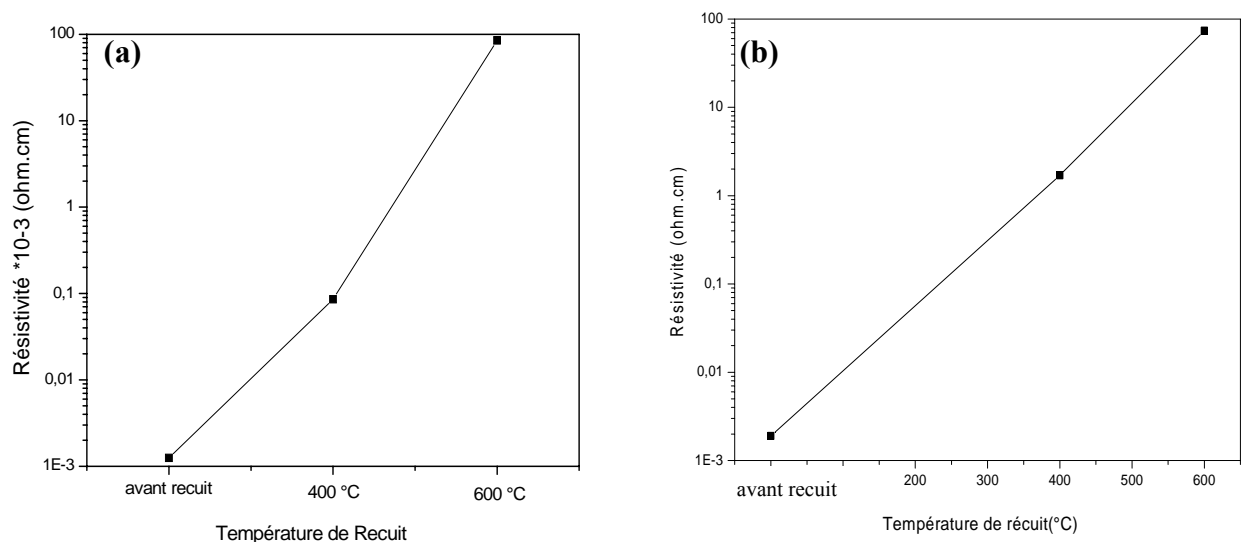 (a)
100
10
1
0,1
0,01
1E-3
Résistivité *10-3 (ohm.cm)
avant recuit 400 °C 600 °C
Température de Recuit
(b)
100
10
1
0,1
0,01
1E-3
Résistivité (ohm.cm)
avant recuit 200 300 400 500 600
Température de récuit(°C)